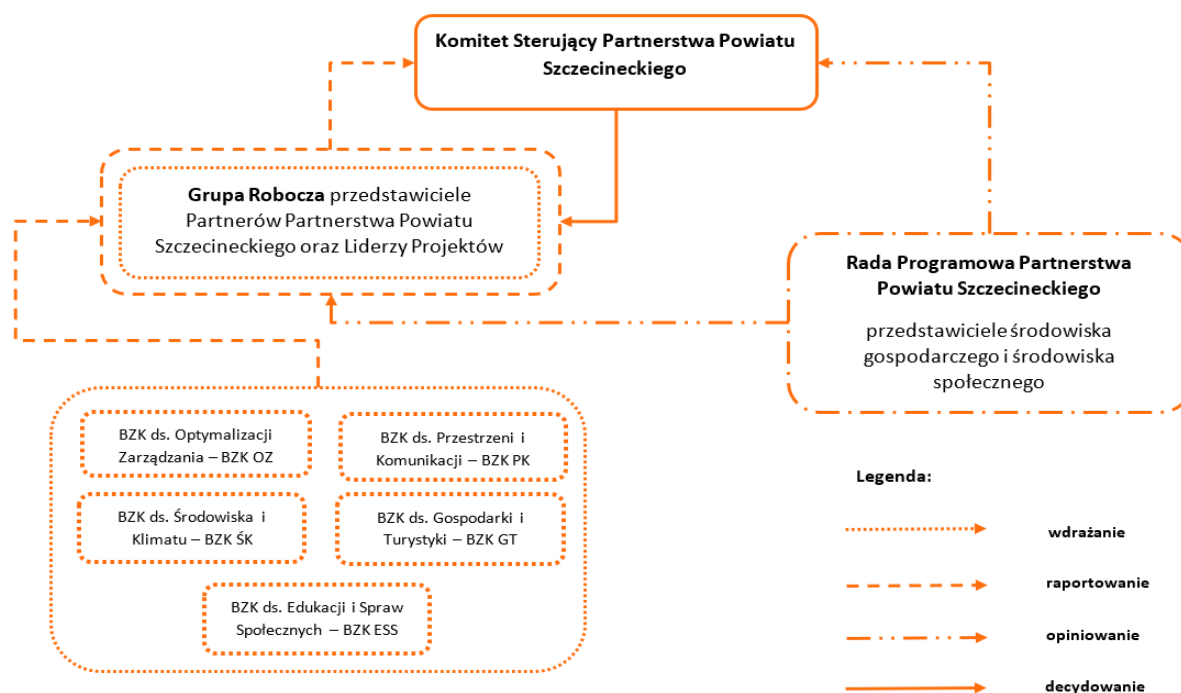 Komitet Sterujący Partnerstwa Powiatu
Szczecineckiego
Grupa Robocza przedstawiciele
Partnerów Partnerstwa Powiatu
Szczecineckiego oraz Liderzy Projektów
Rada Programowa Partnerstwa
Powiatu Szczecineckiego
przedstawiciele środowiska
gospodarczego i środowiska
społecznego
BZK ds. Optymalizacji
Zarządzania – BZK OZ
BZK ds. Przestrzeni i
Komunikacji – BZK PK
BZK ds. Środowiska i
Klimatu – BZK ŚK
BZK ds. Gospodarki i
Turystyki – BZK GT
BZK ds. Edukacji i Spraw
Społecznych – BZK ESS
Legenda:
wdrażanie
raportowanie
opiniowanie
decydowanie